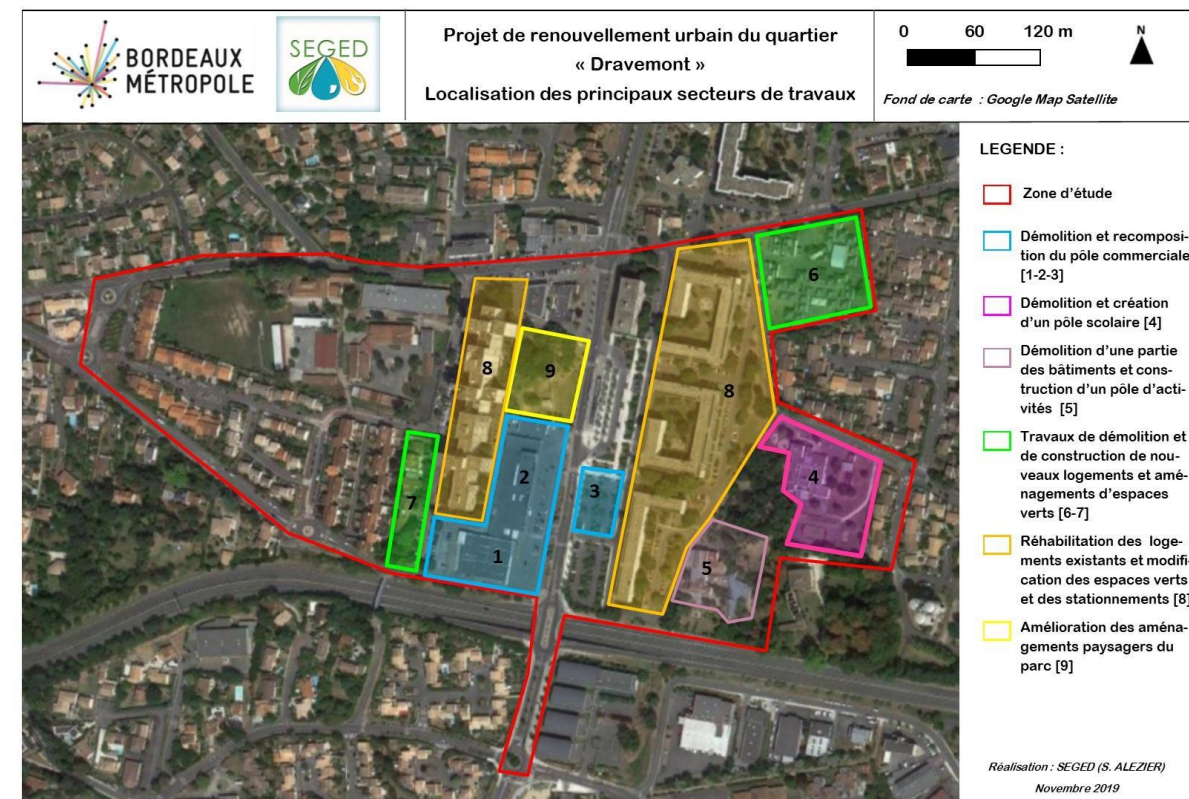 BORDEAUX
MÉTROPOLE
SEGED
Projet de renouvellement urbain du quartier
« Dravemont »
Localisation des principaux secteurs de travaux
0 60 120 m
N
Fond de carte : Google Map Satellite
6
8
9
8
2
4
3
7
5
1
LEGENDE :
Zone d'étude
Démolition et recomposi-
tion du pôle commerciale
[1-2-3]
Démolition et création
d'un pôle scolaire [4]
Démolition d'une partie
des bâtiments et cons-
truction d'un pôle d'acti-
vités [5]
Travaux de démolition et
de construction de nou-
veaux logements et amé-
nagements d'espaces
verts [6-7]
Réhabilitation des loge-
ments existants et modifi-
cation des espaces verts
et des stationnements [8]
Amélioration des aména-
gements paysagers du
parc [9]
Réalisation : SEGED (S. ALEZIER)
Novembre 2019